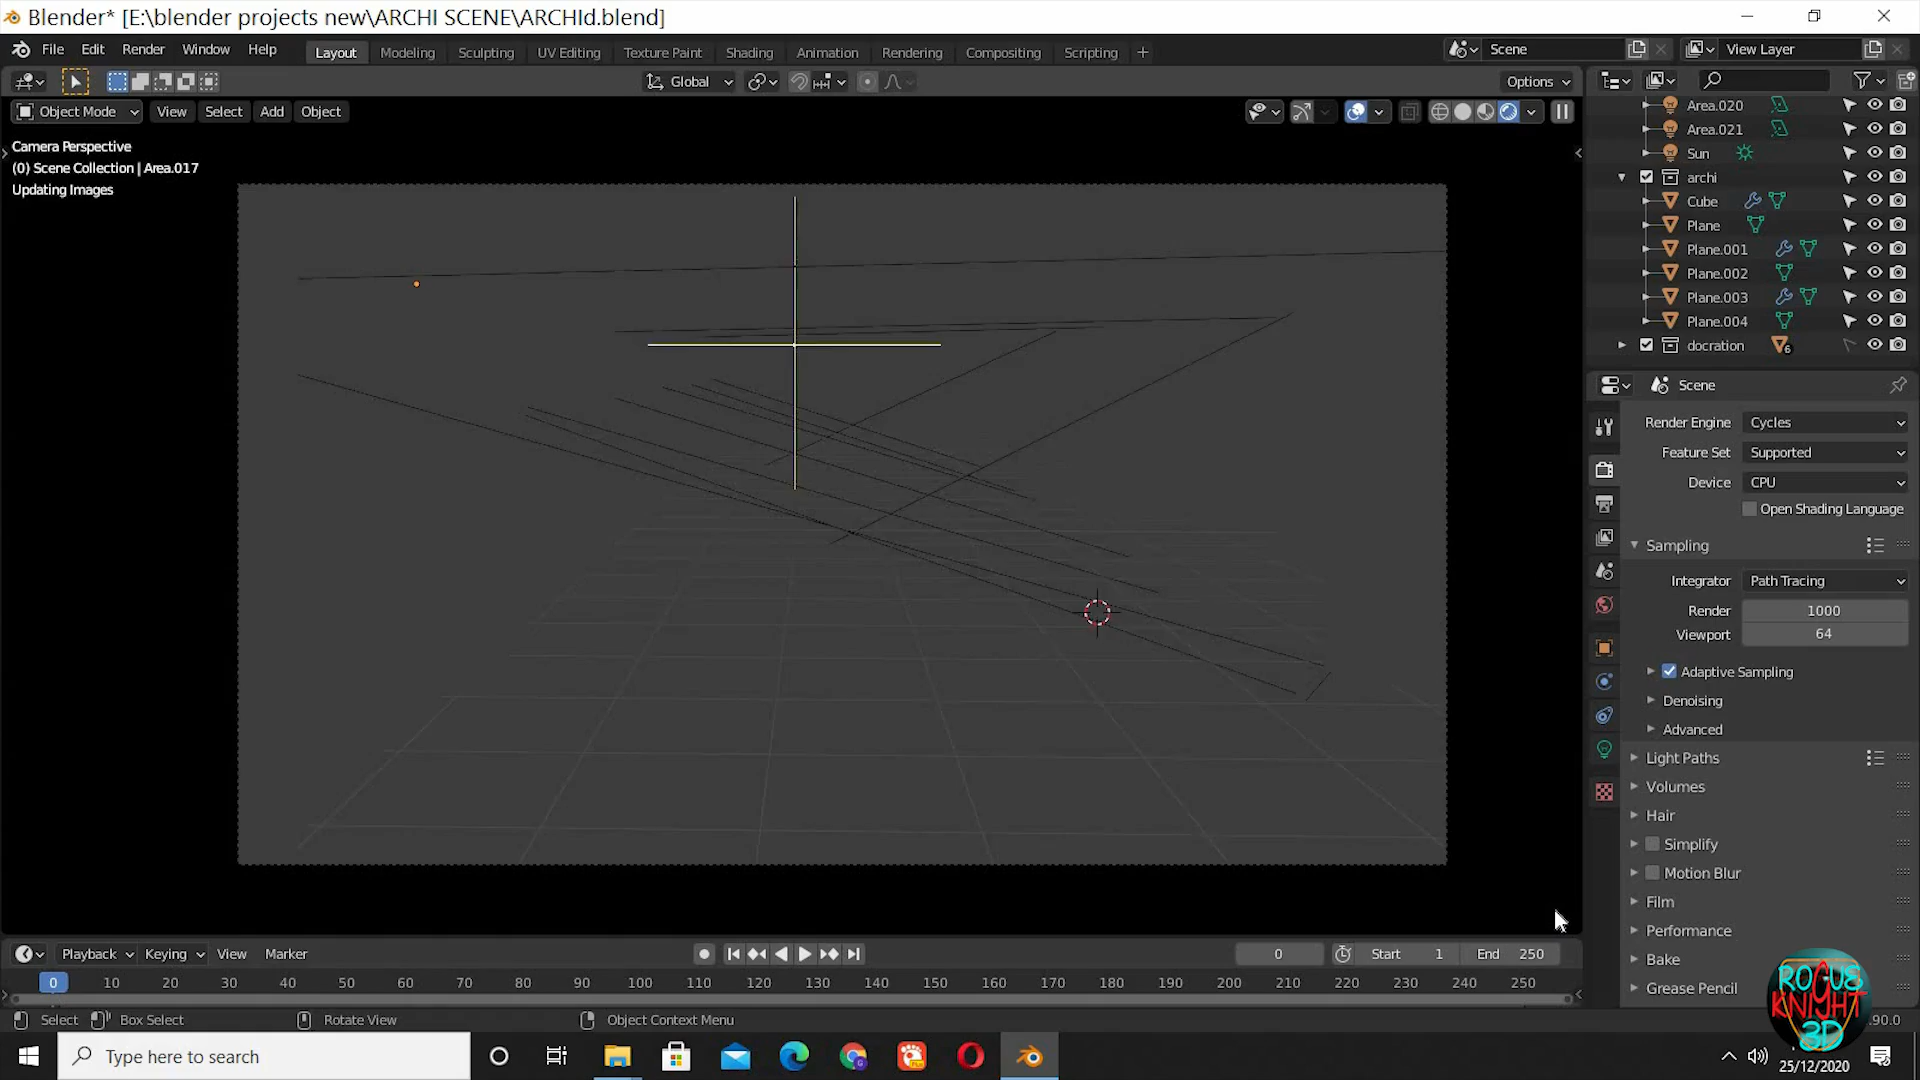 Blender* [E:\blender projects new\ARCHI SCENE\ARCHId.blend]
File Edit Render Window Help
Layout Modeling Sculpting UV Editing Texture Paint Shading Animation Rendering Compositing Scripting +
Scene
View Layer
Global
Options
Object Mode View Select Add Object
Camera Perspective
(0) Scene Collection | Area.017
Updating Images
Area.020
Area.021
Sun
archi
Cube
Plane
Plane.001
Plane.002
Plane.003
Plane.004
docration 6
Scene
Render Engine Cycles
Feature Set Supported
Device CPU
Open Shading Language
Sampling
Integrator Path Tracing
Render 1000
Viewport 64
Adaptive Sampling
Denoising
Advanced
Light Paths
Volumes
Hair
Simplify
Motion Blur
Film
Performance
Bake
Grease Pencil
Playback Keying View Marker
0 Start 1 End 250
0 10 20 30 40 50 60 70 80 90 100 110 120 130 140 150 160 170 180 190 200 210 220 230 240 250
Select Box Select Rotate View Object Context Menu
.90.0
ROGUE
KNIGHT
3D
Type here to search
25/12/2020